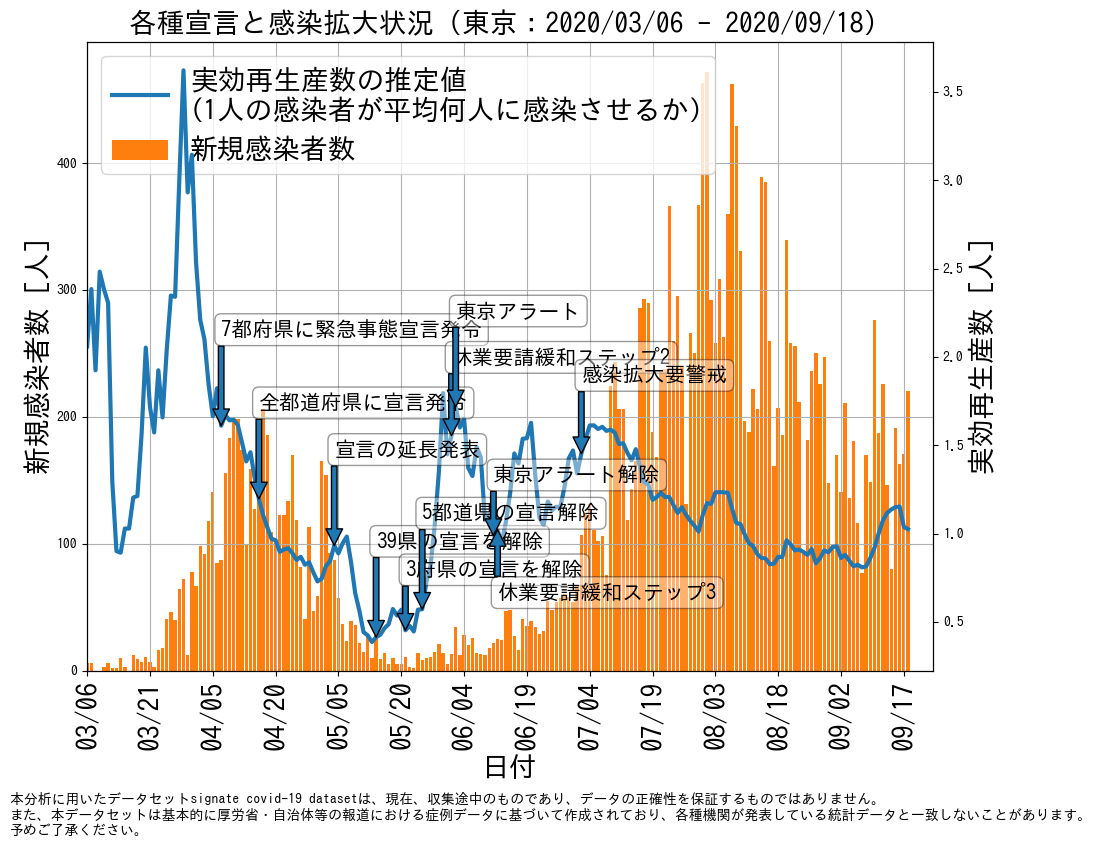 各種宣言と感染拡大状況 (東京：2020/03/06 - 2020/09/18)
実効再生産数の推定値
(1人の感染者が平均何人に感染させるか)
新規感染者数
新規感染者数 [人]
400
300
200
100
0
実効再生産数 [人]
3.5
3.0
2.5
2.0
1.5
1.0
0.5
東京アラート
7都府県に緊急事態宣言発令
休業要請緩和ステップ2
感染拡大要警戒
全都道府県に宣言発令
宣言の延長発表
東京アラート解除
5都道県の宣言解除
39県の宣言を解除
3府県の宣言を解除
休業要請緩和ステップ3
03/06
03/21
04/05
04/20
05/05
05/20
06/04
06/19
07/04
07/19
08/03
08/18
09/02
09/17
日付
本分析に用いたデータセットsignate covid-19 datasetは、現在、収集途中のものであり、データの正確性を保証するものではありません。
また、本データセットは基本的に厚労省・自治体等の報道における症例データに基づいて作成されており、各種機関が発表している統計データと一致しないことがあります。
予めご了承ください。